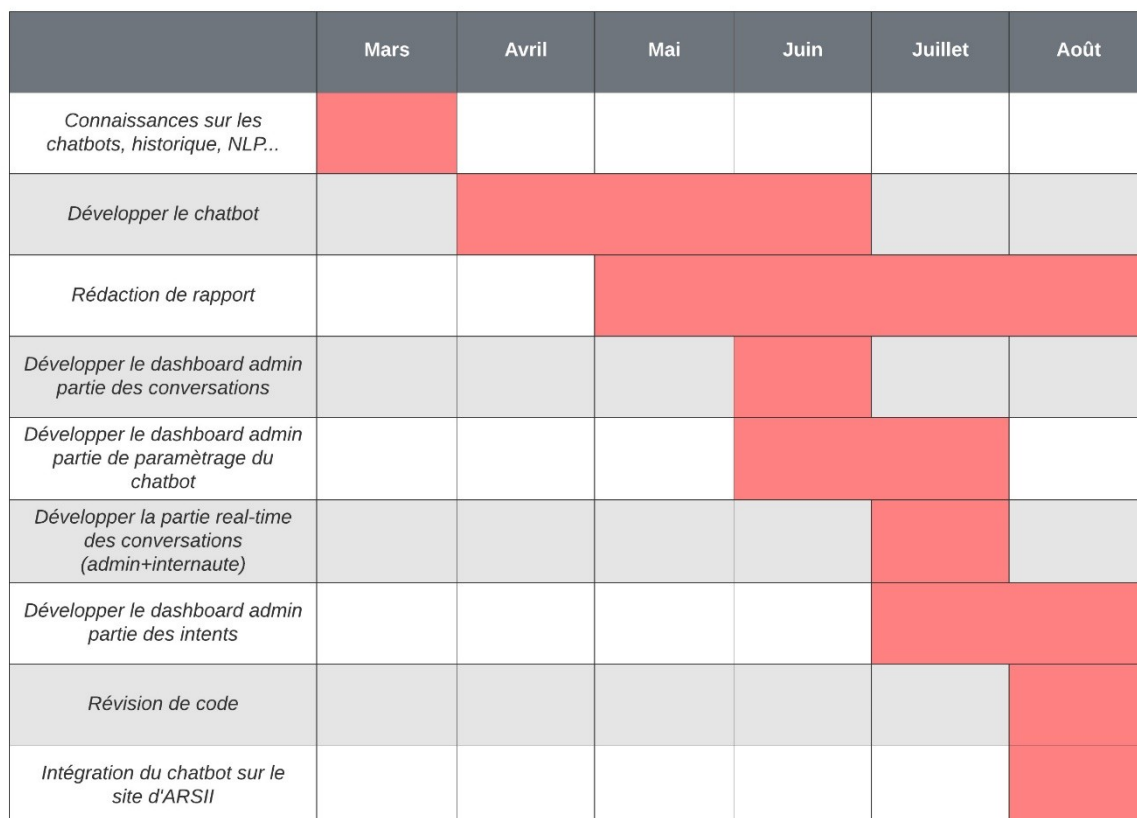 Mars Avril Mai Juin Juillet Août
Connaissances sur les
chatbots, historique, NLP...
Développer le chatbot
Rédaction de rapport
Développer le dashboard admin
partie des conversations
Développer le dashboard admin
partie de paramètrage du
chatbot
Développer la partie real-time
des conversations
(admin+internaute)
Développer le dashboard admin
partie des intents
Révision de code
Intégration du chatbot sur le
site d'ARSII